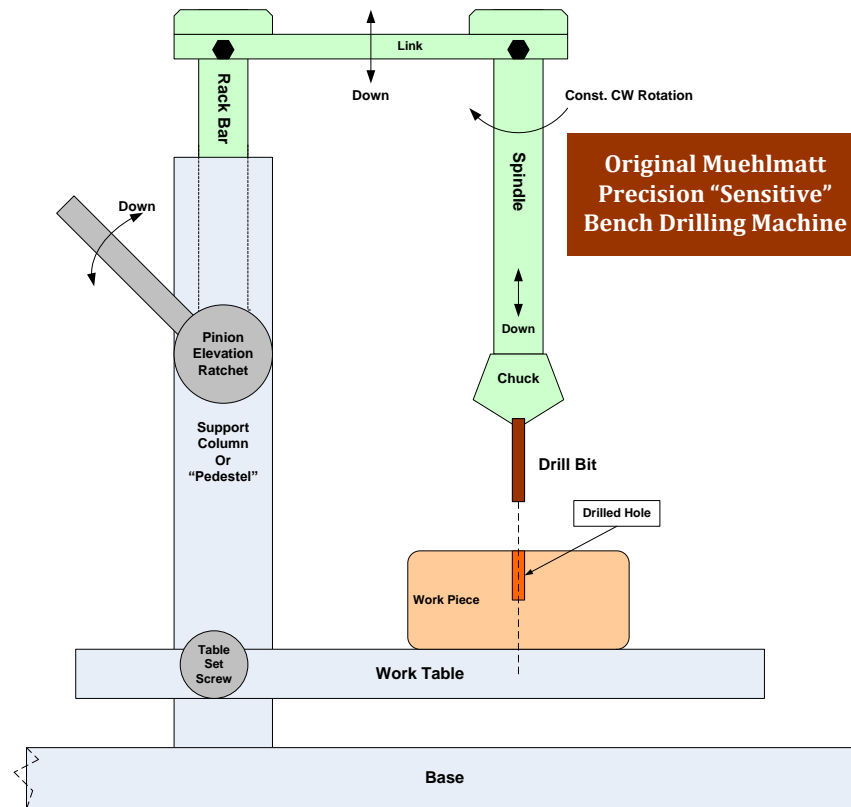 Link
Down
Rack Bar
Const. CW Rotation
Spindle
Original Muehlmatt
Precision “Sensitive”
Bench Drilling Machine
Down
Down
Pinion
Elevation
Ratchet
Chuck
Support
Column
Or
“Pedestel”
Drill Bit
Drilled Hole
Work Piece
Table
Set
Screw
Work Table
Base